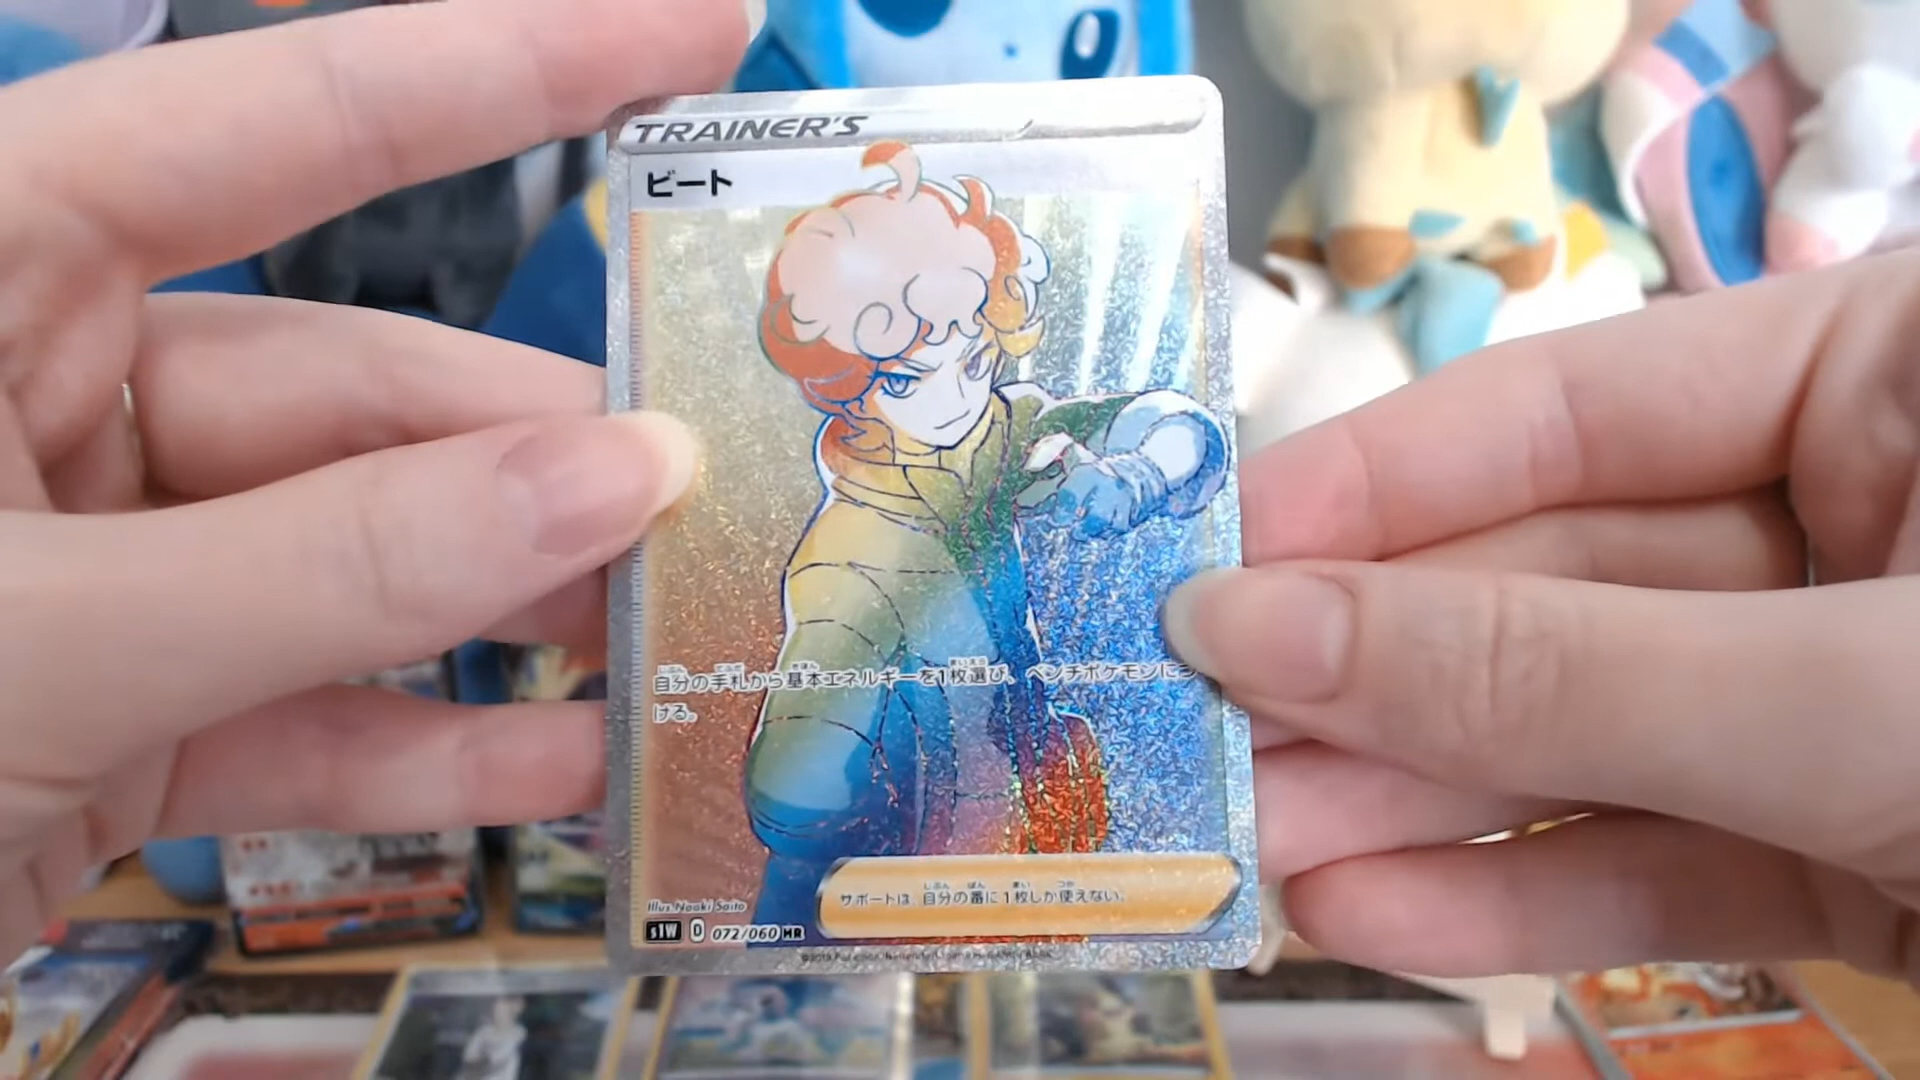 TRAINER'S
ビート
自分の手札から基本エネルギーを1枚選び、ベンチポケモンにつ
ける。
サポートは、自分の番に1枚しか使えない。
Illus. Naoki Saito
s1W D 072/060 HR